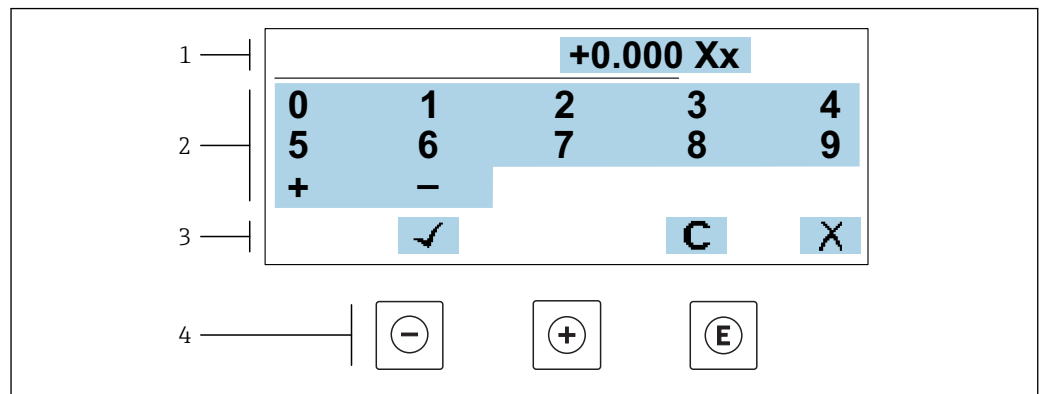 1 +0.000 Xx
0 1 2 3 4
2 5 6 7 8 9
+ −
3 ✓ C X
4 − + E